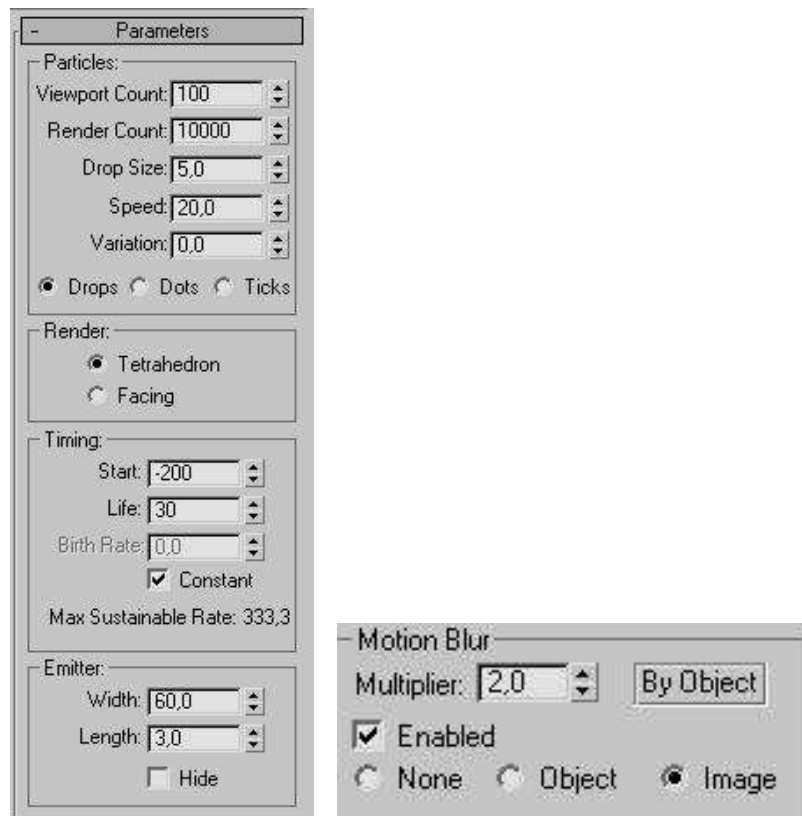 - Parameters
Particles:
Viewport Count: 100
Render Count: 10000
Drop Size: 5,0
Speed: 20,0
Variation: 0,0
Drops Dots Ticks
Render:
Tetrahedron
Facing
Timing:
Start: -200
Life: 30
Birth Rate: 0,0
Constant
Max Sustainable Rate: 333,3
Emitter:
Width: 60,0
Length: 3,0
Hide
Motion Blur
Multiplier: 2,0 By Object
Enabled
None Object Image